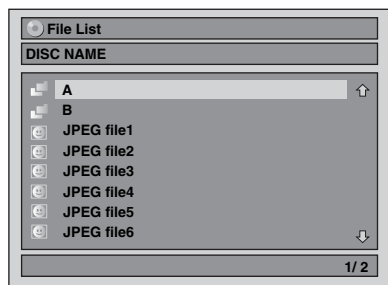 File List
DISC NAME
A
B
JPEG file1
JPEG file2
JPEG file3
JPEG file4
JPEG file5
JPEG file6
1/ 2